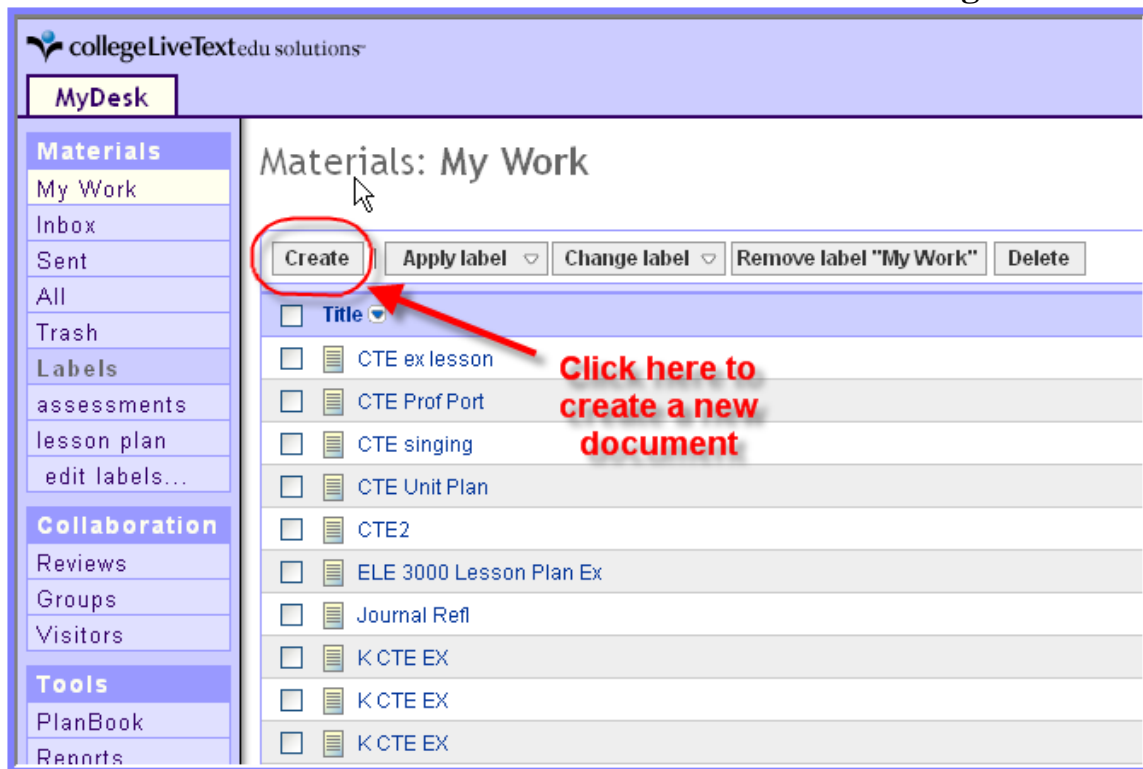 collegeLiveText edu solutions
MyDesk
Materials
My Work
Inbox
Sent
All
Trash
Labels
assessments
lesson plan
edit labels...
Collaboration
Reviews
Groups
Visitors
Tools
PlanBook
Reports
Materials: My Work
Create | Apply label Change label Remove label "My Work" Delete
Title
CTE ex lesson
CTE Prof Port
CTE singing
CTE Unit Plan
CTE2
ELE 3000 Lesson Plan Ex
Journal Refl
K CTE EX
K CTE EX
K CTE EX
Click here to
create a new
document